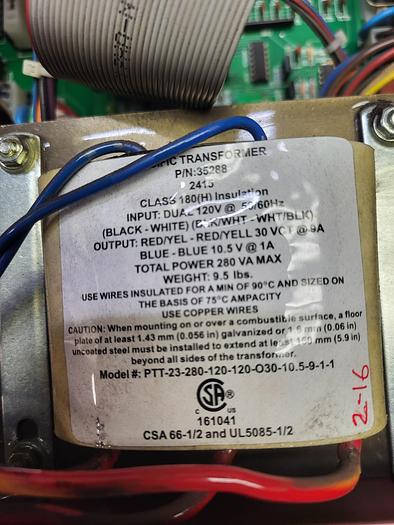 IFIC TRANSFORMER
P/N:35288
2415
CLASS 180(H) Insulation
INPUT: DUAL 120V @ 50/60Hz
(BLACK - WHITE) (BLK/WHT - WHT/BLK)
OUTPUT: RED/YEL - RED/YELL 30 VCT @ 9A
BLUE - BLUE 10.5 V @ 1A
TOTAL POWER 280 VA MAX
WEIGHT: 9.5 lbs.
USE WIRES INSULATED FOR A MIN OF 90°C AND SIZED ON
THE BASIS OF 75°C AMPACITY
USE COPPER WIRES
CAUTION: When mounting on or over a combustible surface, a floor
plate of at least 1.43 mm (0.056 in) galvanized or mm (0.06 in)
uncoated steel must be installed to extend at least mm (5.9 in)
beyond all sides of the transformer.
Model #: PTT-23-280-120-120-O30-10.5-9-1-1
CSA
C US
161041
CSA 66-1/2 and UL5085-1/2
2-16